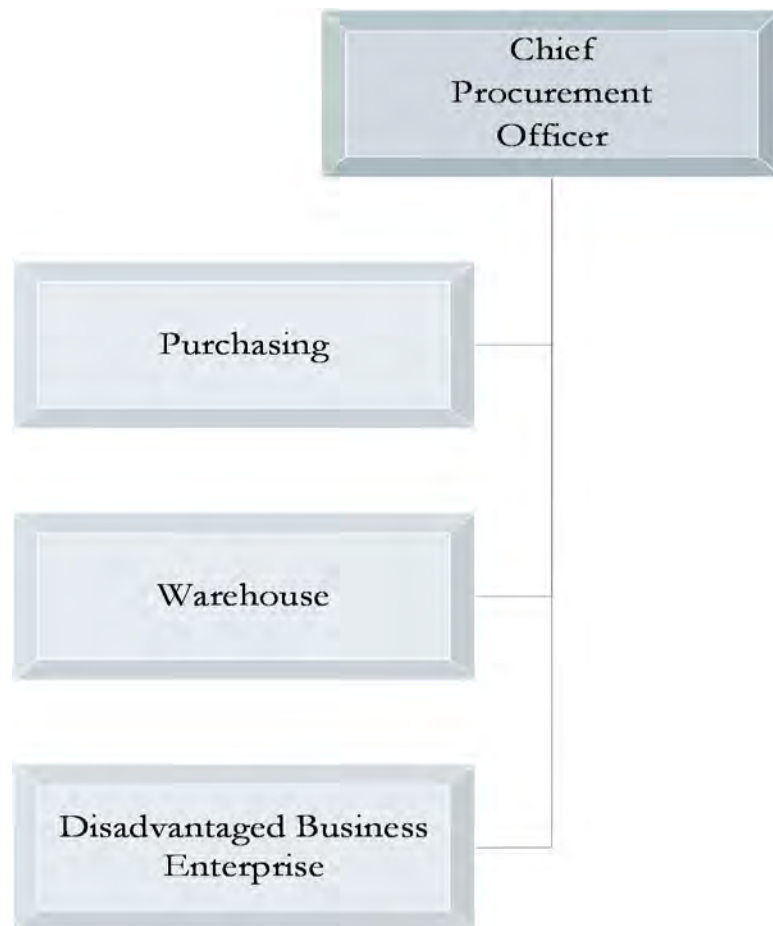 Chief
Procurement
Officer
Purchasing
Warehouse
Disadvantaged Business
Enterprise